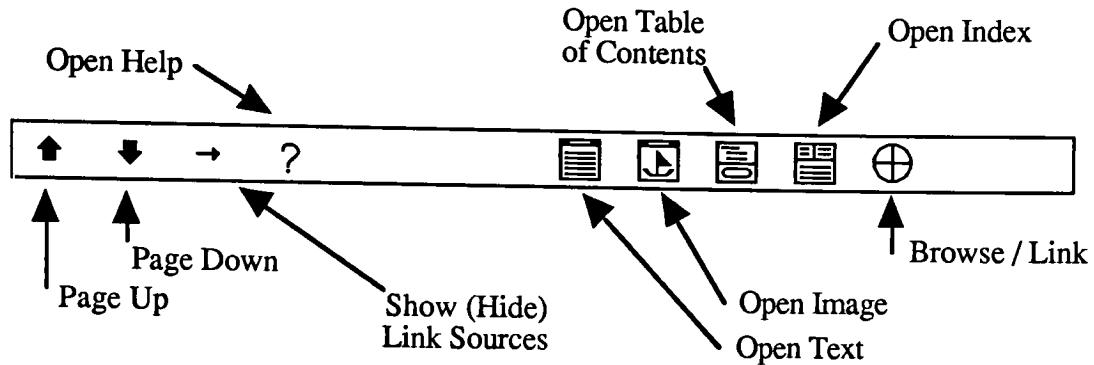 Open Table
of Contents
Open Index
Open Help
?
Page Down
Page Up
Show (Hide)
Link Sources
Browse / Link
Open Image
Open Text